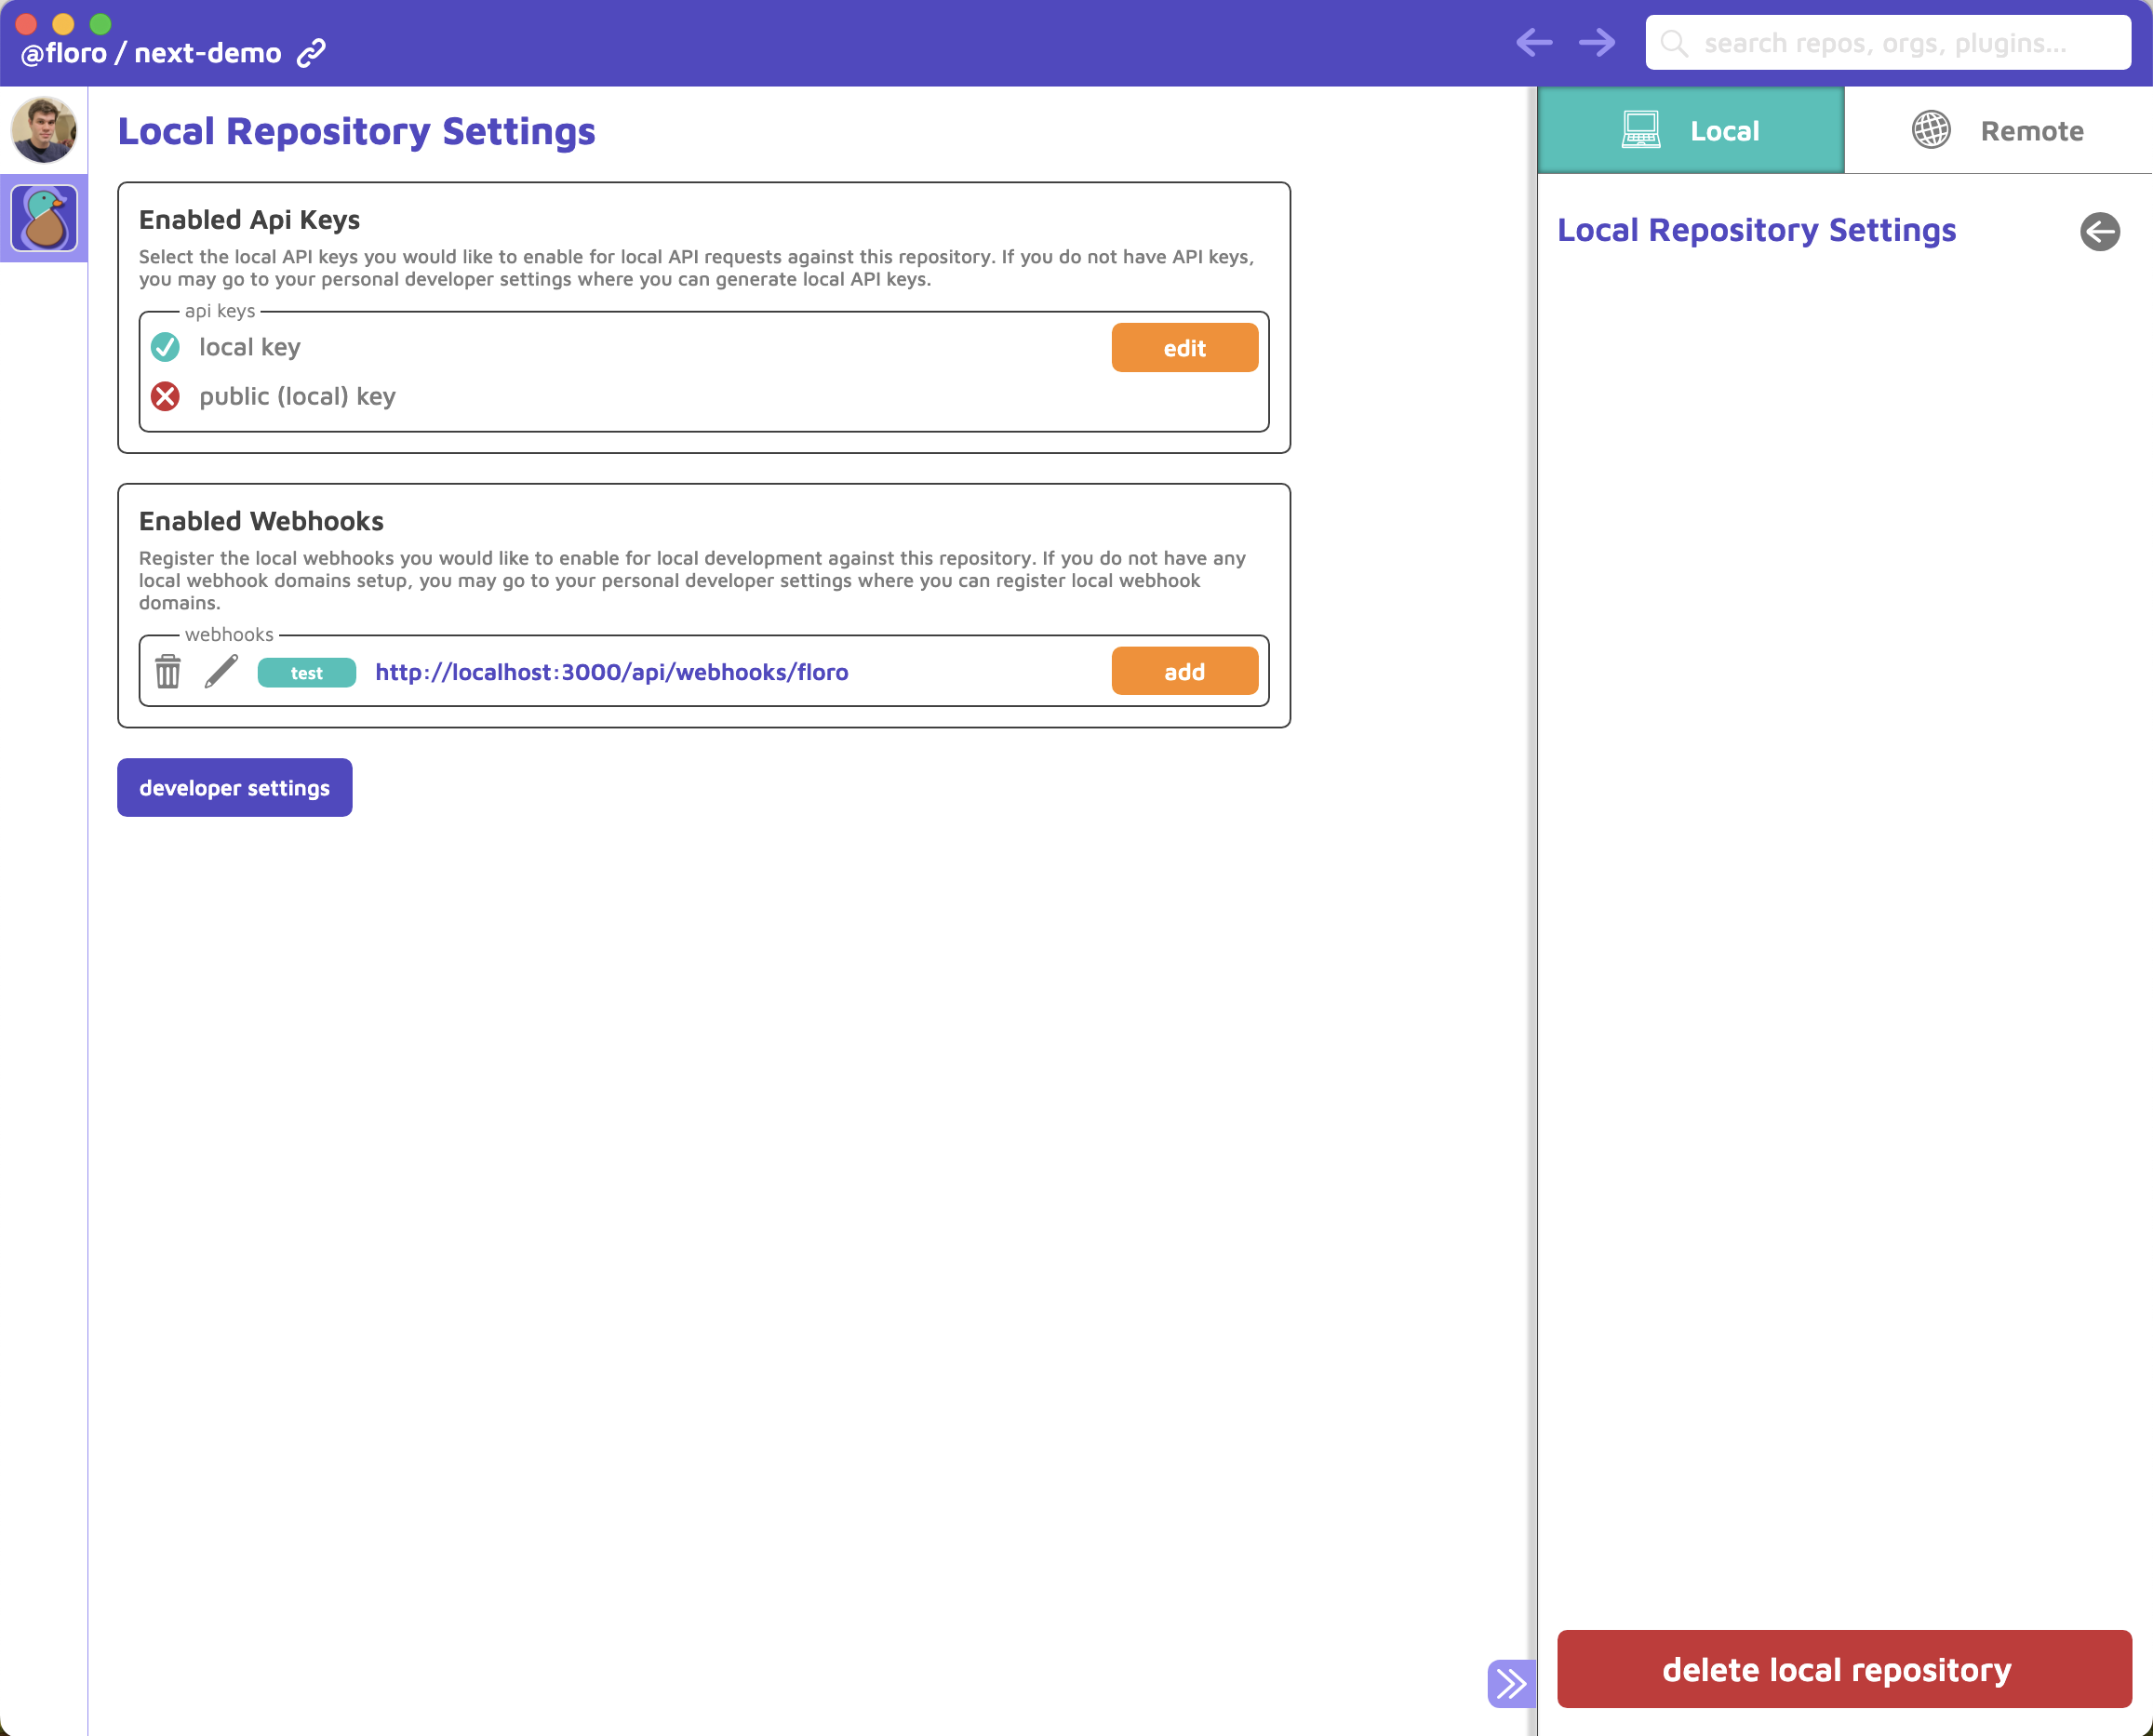 @floro / next-demo
search repos, orgs, plugins...
Local Repository Settings
Enabled Api Keys
Select the local API keys you would like to enable for local API requests against this repository. If you do not have API keys,
you may go to your personal developer settings where you can generate local API keys.
api keys
local key
edit
public (local) key
Enabled Webhooks
Register the local webhooks you would like to enable for local development against this repository. If you do not have any
local webhook domains setup, you may go to your personal developer settings where you can register local webhook
domains.
webhooks
test
http://localhost:3000/api/webhooks/floro
add
developer settings
Local
Remote
Local Repository Settings
delete local repository